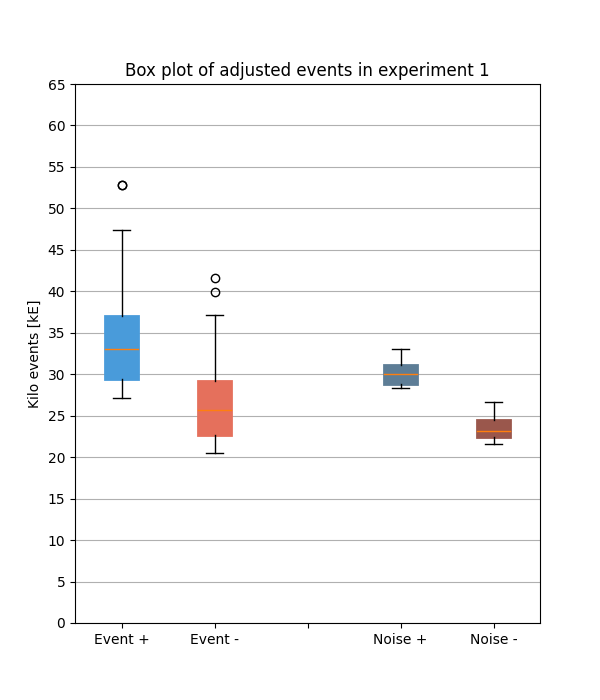 Box plot of adjusted events in experiment 1
65
60
55
50
45
40
35
30
25
20
15
10
5
0
Kilo events [kE]
Event +
Event -
Noise +
Noise -